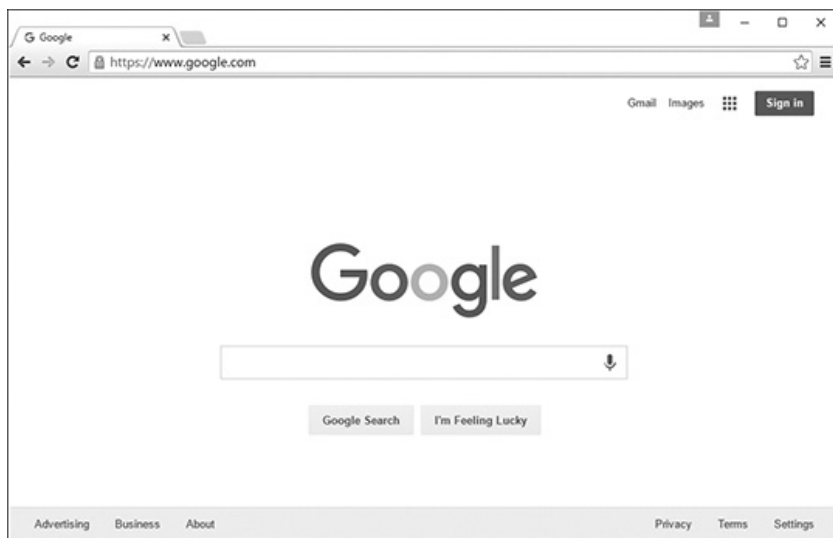 G Google
https://www.google.com
Gmail Images Sign in
Google
Google Search I'm Feeling Lucky
Advertising Business About Privacy Terms Settings